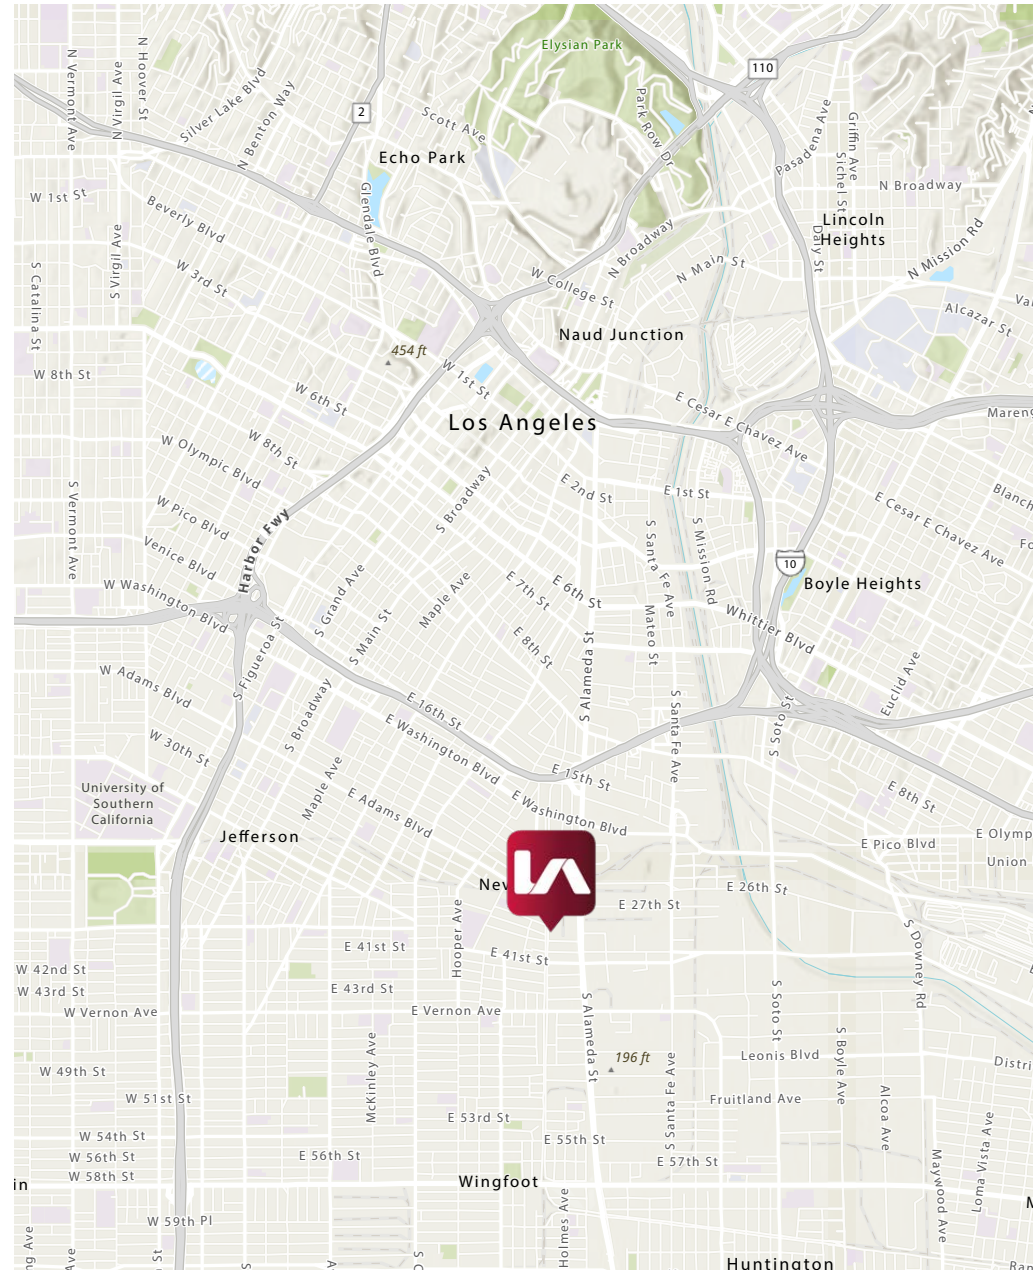 Elysian Park
110
N Vermont Ave
N Virgil Ave
N Hoover St
Silver Lake Blvd
N Benton Way
2
Scott Ave
Park Row Dr
Pasadena Ave
Griffin Ave
Sichel St
Echo Park
N Broadway
W 1st St
Glendale Blvd
Beverly Blvd
Lincoln
Heights
Daly St
N Mission Rd
S Virgil Ave
S Catalina St
W 3rd St
W College St
N Broadway
N Main St
Alcazar St
Naud Junction
454 ft
W 1st St
W 8th St
W 6th St
Los Angeles
E Cesar E Chavez Ave
W 8th St
W Olympic Blvd
S Broadway
E 2nd St
E 1st St
S Vermont Ave
W Pico Blvd
Harbor Fwy
E Cesar E Chavez Ave
Venice Blvd
S Santa Fe Ave
S Mission Rd
10
Boyle Heights
W Washington Blvd
S Grand Ave
Maple Ave
E 7th St
E 6th St
Whittier Blvd
S Main St
S Figueroa St
E 8th St
Mateo St
S Alameda St
W Adams Blvd
Euclid Ave
S Broadway
E 16th St
S Santa Fe Ave
S Soto St
E Washington Blvd
W 30th St
E 15th St
University of
Southern
California
Maple Ave
E Adams Blvd
E Washington Blvd
E 8th St
Jefferson
E Pico Blvd
E Olymp
Union
LA
Nev
E 26th St
E 27th St
Hooper Ave
S Downey Rd
E 41st St
E 41st St
W 42nd St
W 43rd St
E 43rd St
W Vernon Ave
E Vernon Ave
S Alameda St
S Soto St
196 ft
Leonis Blvd
S Boyle Ave
Distri
McKinley Ave
S Santa Fe Ave
W 49th St
W 51st St
Fruitland Ave
Alcoa Ave
E 53rd St
Loma Vista Ave
W 54th St
E 55th St
W 56th St
E 56th St
E 57th St
Maywood Ave
W 58th St
Wingfoot
in
W 59th Pl
Holmes Ave
Huntington